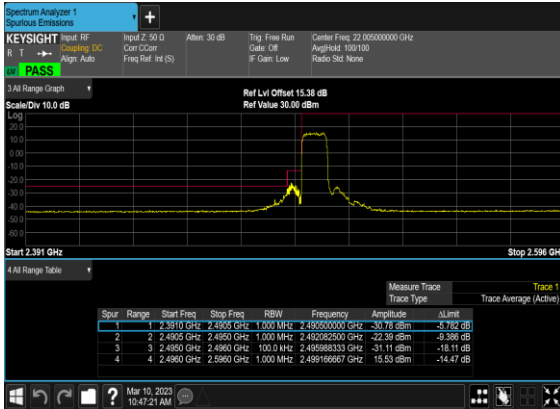 Spectrum Analyzer 1
Spurious Emissions
+
KEYSIGHT Input: RF Input Z: 50 Ω Atten: 30 dB Trig: Free Run Center Freq: 22.005000000 GHz
R T Coupling: DC Corr CCorr Gate: Off Avg|Hold: 100/100
Align: Auto Freq Ref: Int (S) IF Gain: Low Radio Std: None
PASS
3 All Range Graph
Ref Lvl Offset 15.38 dB
Scale/Div 10.0 dB Ref Value 30.00 dBm
Log
20.0
10.0
0.00
-10.0
-20.0
-30.0
-40.0
-50.0
-60.0
Start 2.391 GHz Stop 2.596 GH
4 All Range Table
Measure Trace Trace 1
Trace Type Trace Average (Active)
Spur Range Start Freq Stop Freq RBW Frequency Amplitude ΔLimit
1 1 2.3910 GHz 2.4905 GHz 1.000 MHz 2.490500000 GHz -30.78 dBm -5.782 dB
2 2 2.4905 GHz 2.4950 GHz 1.000 MHz 2.492082500 GHz -22.39 dBm -9.386 dB
3 3 2.4950 GHz 2.4960 GHz 100.0 kHz 2.495988333 GHz -31.11 dBm -18.11 dB
4 4 2.4960 GHz 2.5960 GHz 1.000 MHz 2.499166667 GHz 15.53 dBm -14.47 dB
?
Mar 10, 2023
10:47:21 AM